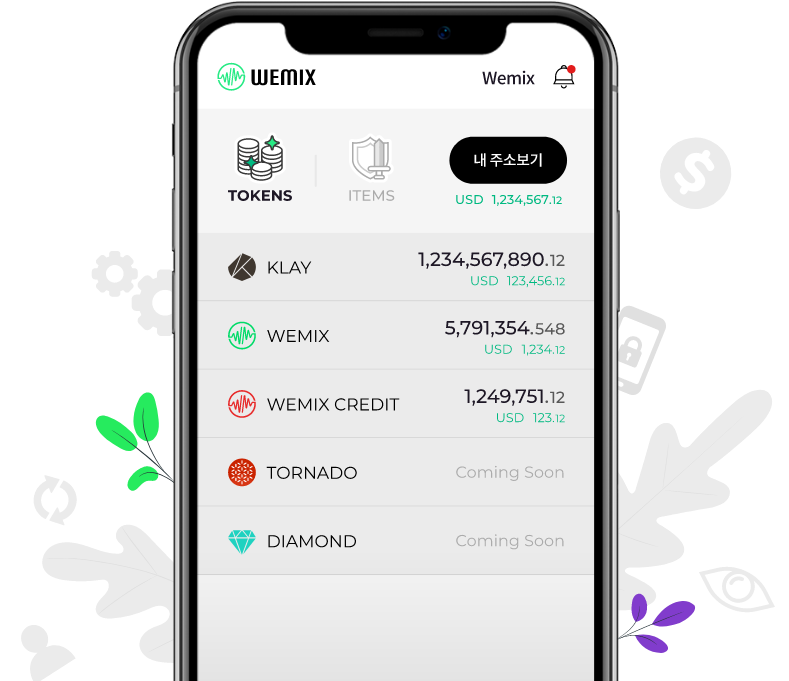 WEMIX
Wemix
TOKENS
ITEMS
내 주소보기
USD 1,234,567.12
KLAY
1,234,567,890.12
USD 123,456.12
WEMIX
5,791,354.548
USD 1,234.12
WEMIX CREDIT
1,249,751.12
USD 123.12
TORNADO
Coming Soon
DIAMOND
Coming Soon